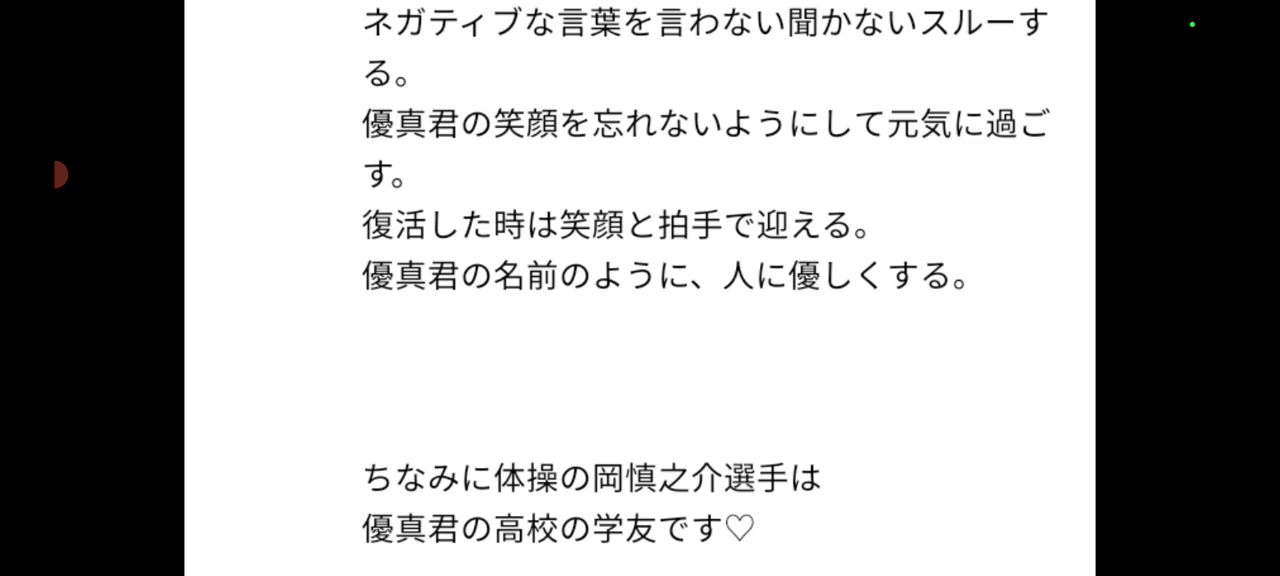 ネガティブな言葉を言わない聞かないスルーす
る。
優真君の笑顔を忘れないようにして元気に過ご
す。
復活した時は笑顔と拍手で迎える。
優真君の名前のように、人に優しくする。
ちなみに体操の岡慎之介選手は
優真君の高校の学友です♡